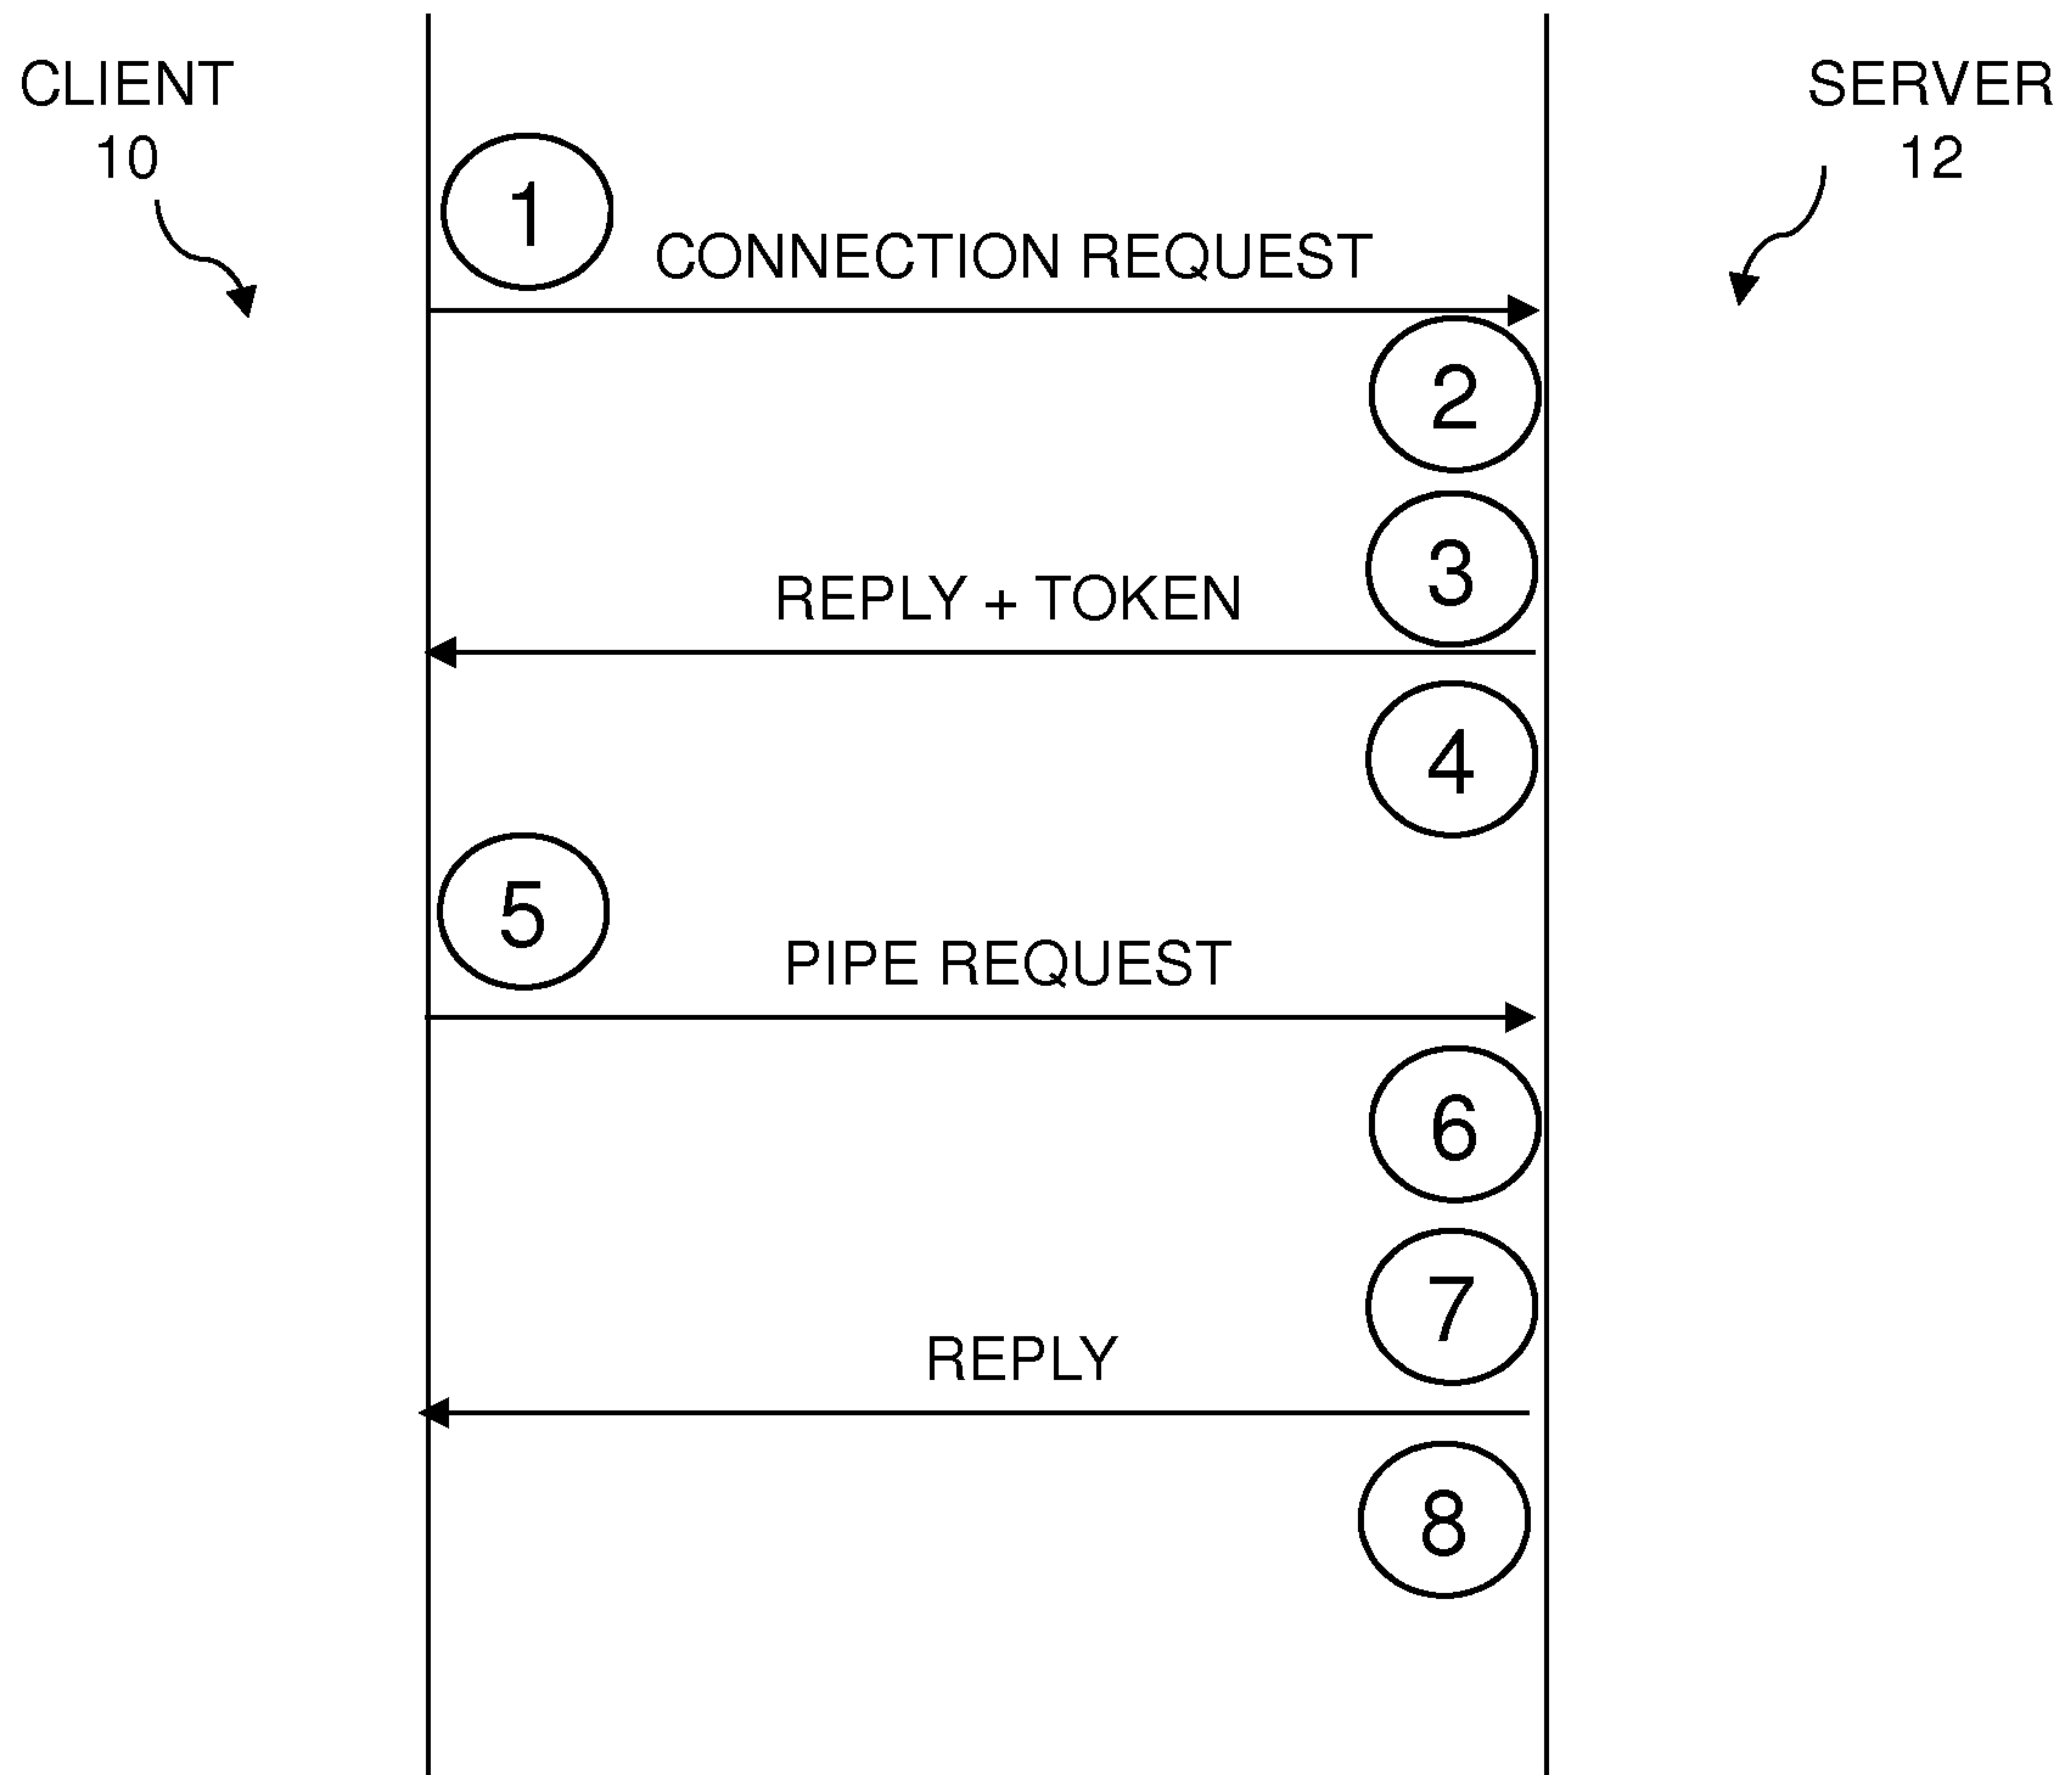 CLIENT
10
SERVER
12
1
CONNECTION REQUEST
2
3
REPLY + TOKEN
4
5
PIPE REQUEST
6
7
REPLY
8